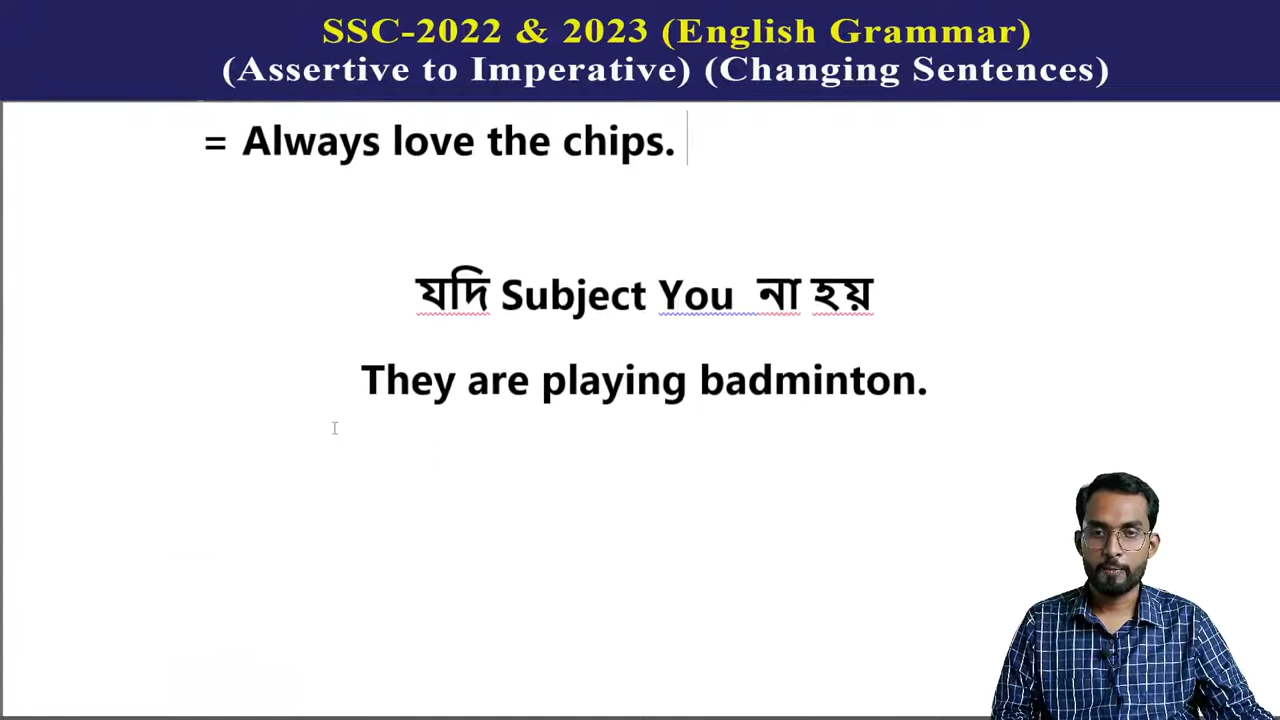 SSC-2022 & 2023 (English Grammar)
(Assertive to Imperative) (Changing Sentences)
= Always love the chips.
যদি Subject You না হয়
They are playing badminton.